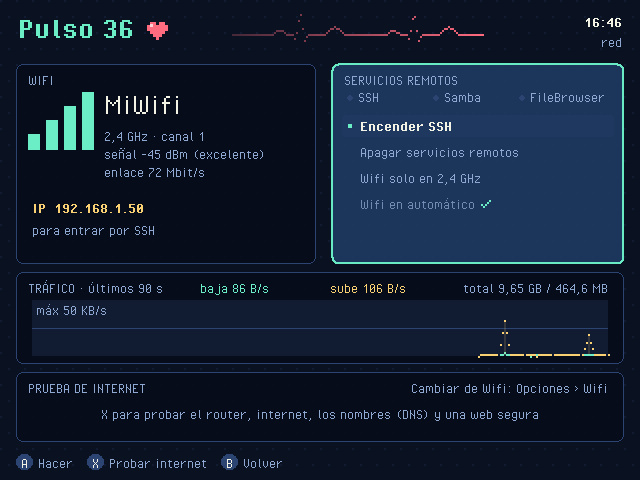 Pulso 36
16:46
red
WIFI
MiWifi
2,4 GHz · canal 1
señal -45 dBm (excelente)
enlace 72 Mbit/s
IP 192.168.1.50
para entrar por SSH
SERVICIOS REMOTOS
SSH Samba FileBrowser
Encender SSH
Apagar servicios remotos
Wifi solo en 2,4 GHz
Wifi en automático ✓
TRÁFICO · últimos 90 s baja 86 B/s sube 106 B/s total 9,65 GB / 464,6 MB
máx 50 KB/s
PRUEBA DE INTERNET Cambiar de Wifi: Opciones › Wifi
X para probar el router, internet, los nombres (DNS) y una web segura
A Hacer X Probar internet B Volver